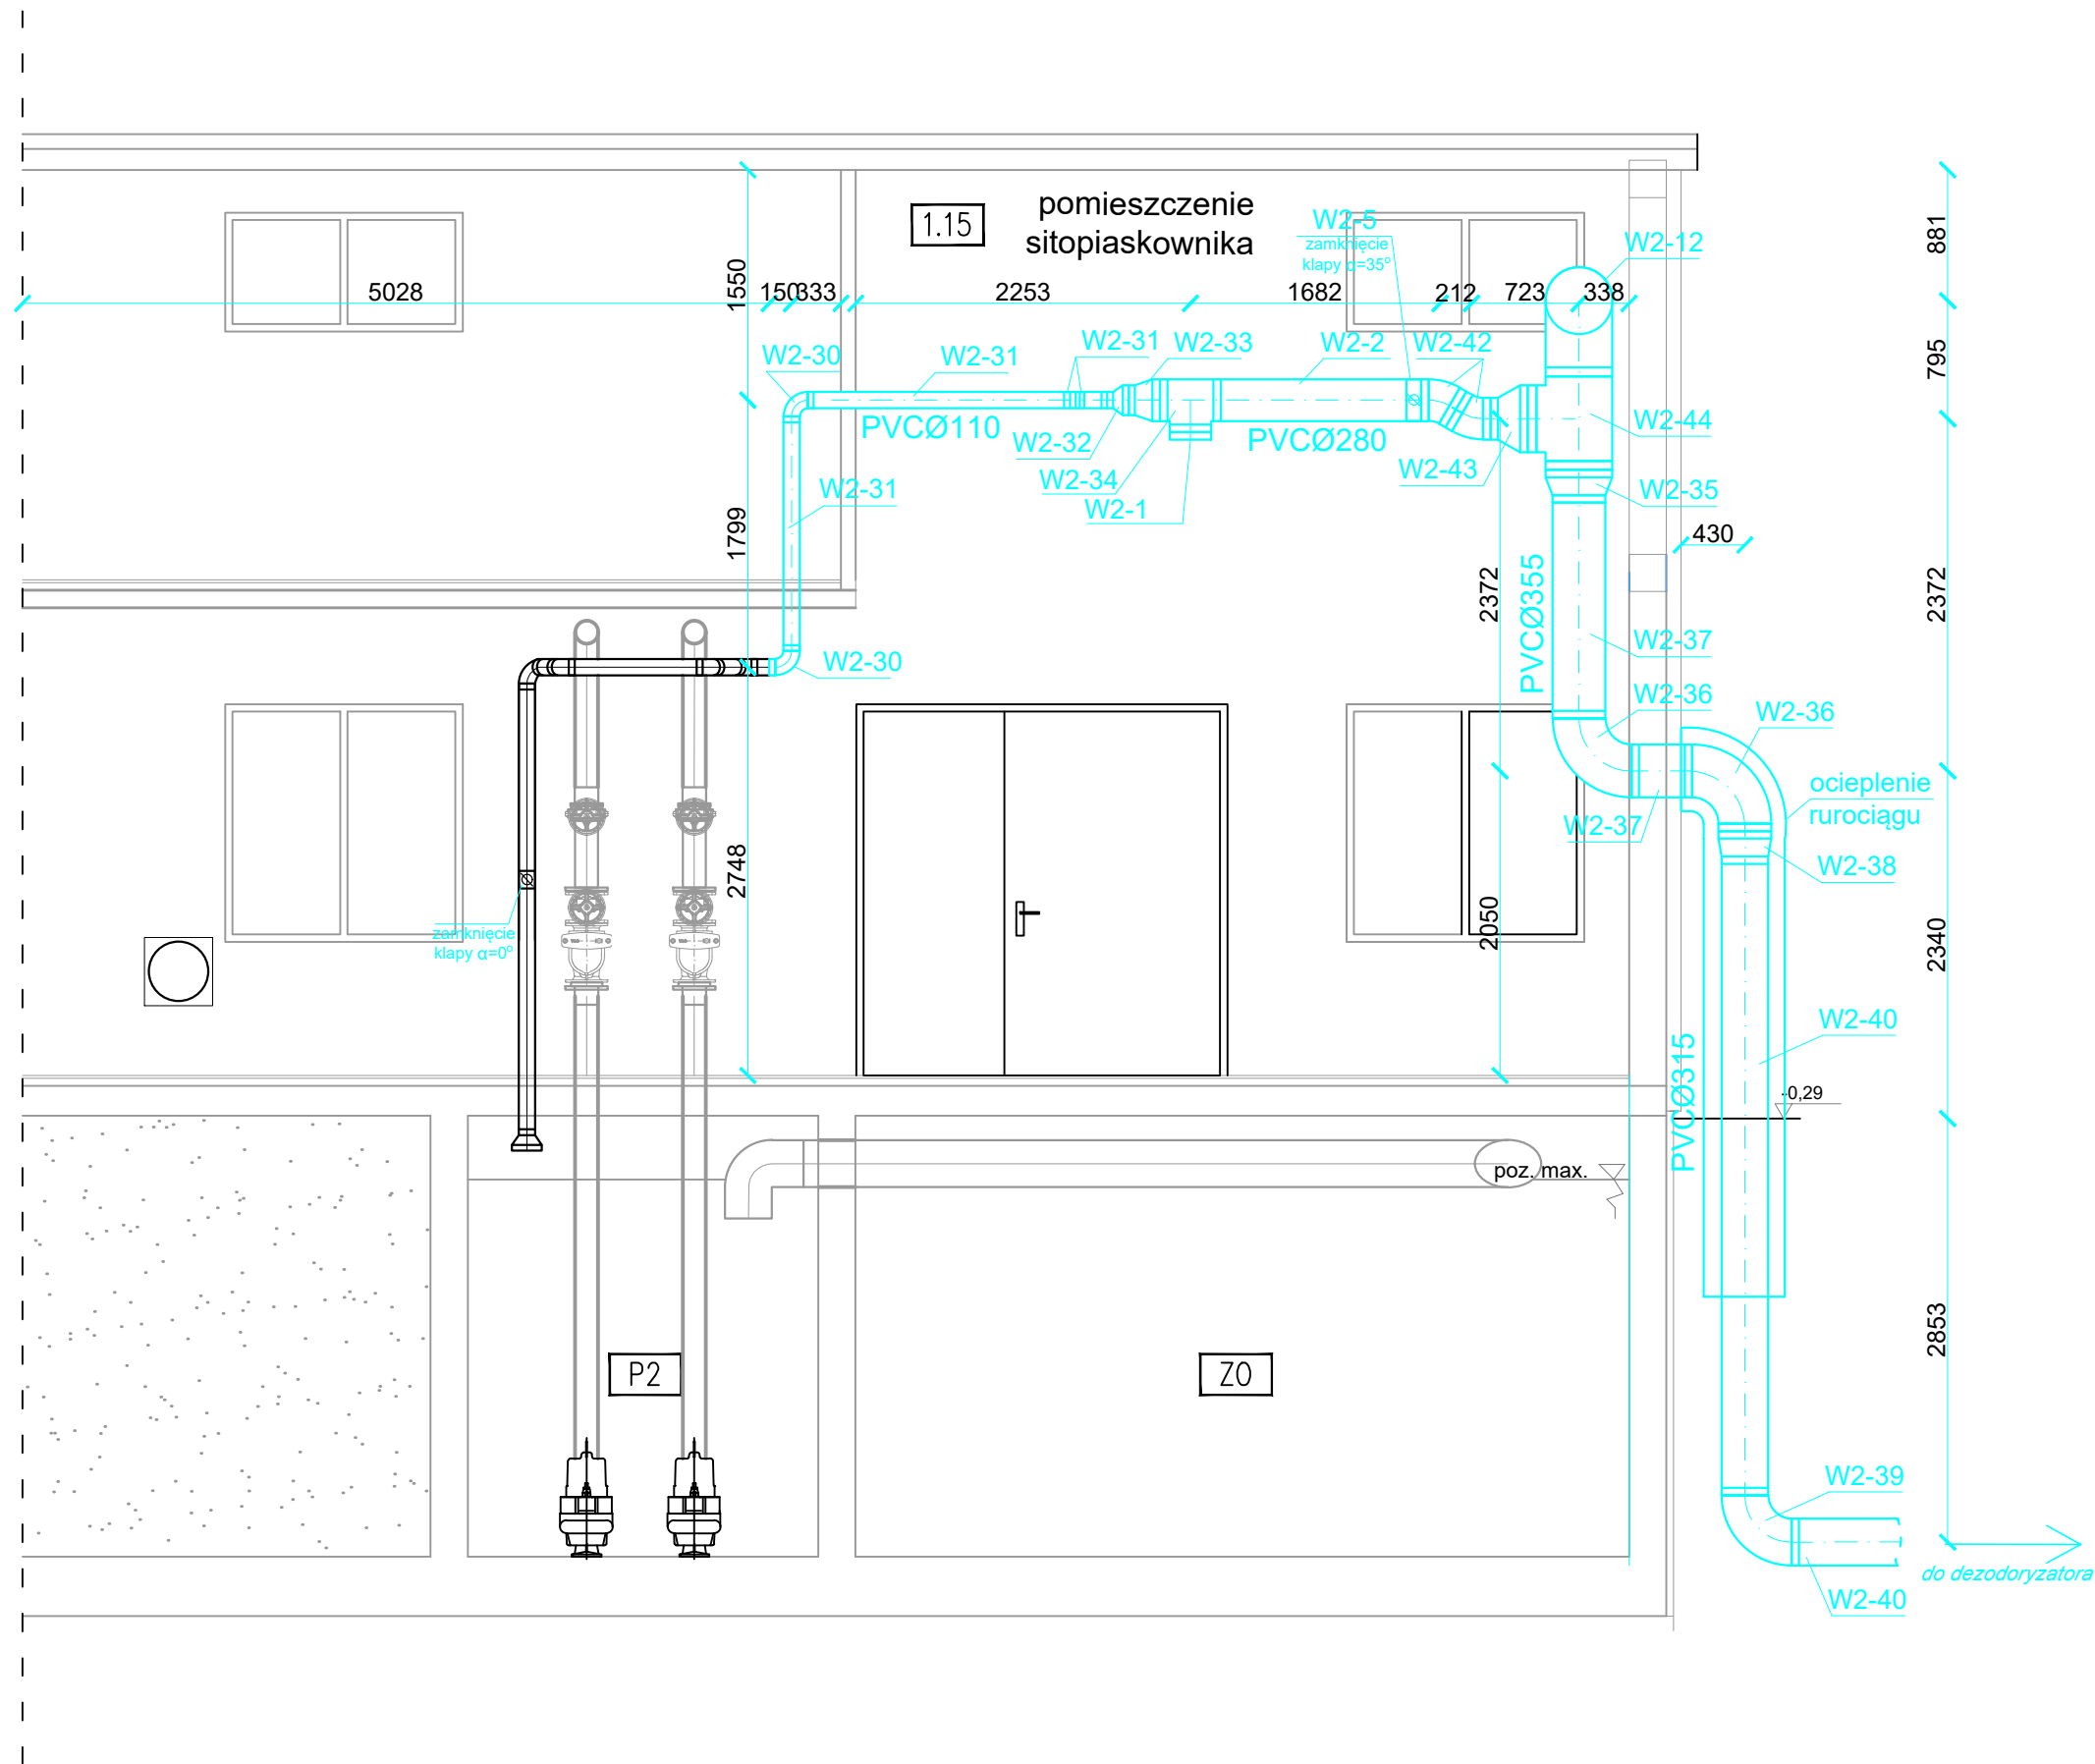 1.15
pomieszczenie
sitopiaskownika
W2-5
zamknięcie
klapy α=35°
W2-12
881
5028
1550
150
333
2253
1682
212
723
338
W2-30
W2-31
W2-31
W2-33
W2-2
W2-42
795
PVCØ110
W2-32
PVCØ280
W2-44
W2-34
W2-43
W2-1
W2-31
W2-35
1799
430
2372
PVCØ355
2372
W2-30
W2-37
W2-36
W2-36
ocieplenie
rurociągu
W2-37
W2-38
2748
zamknięcie
klapy α=0°
2050
2340
W2-40
PVCØ315
-0,29
poz. max.
P2
ZO
2853
W2-39
do dezodoryzatora
W2-40